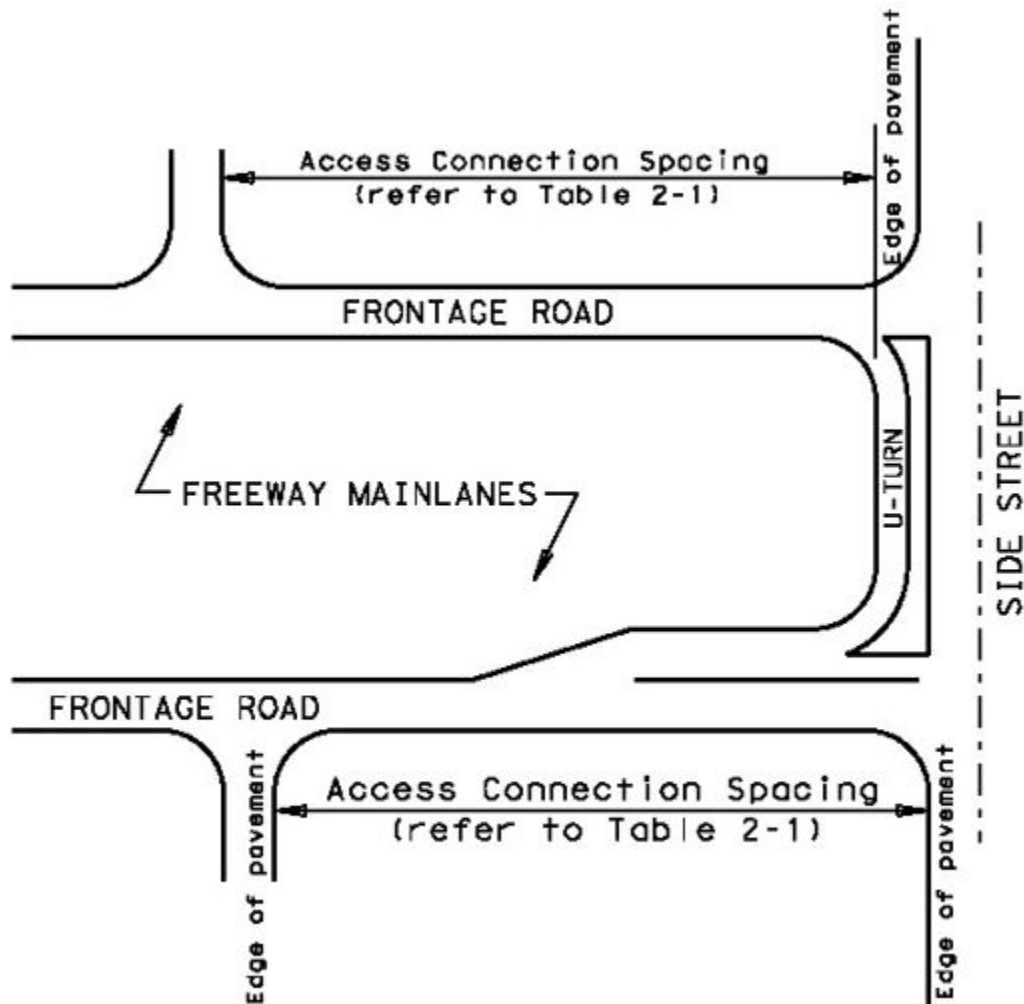 Edge of pavement
Access Connection Spacing
(refer to Table 2-1)
FRONTAGE ROAD
FREEWAY MAINLANES
U-TURN
SIDE STREET
FRONTAGE ROAD
Edge of pavement
Access Connection Spacing
(refer to Table 2-1)
Edge of pavement